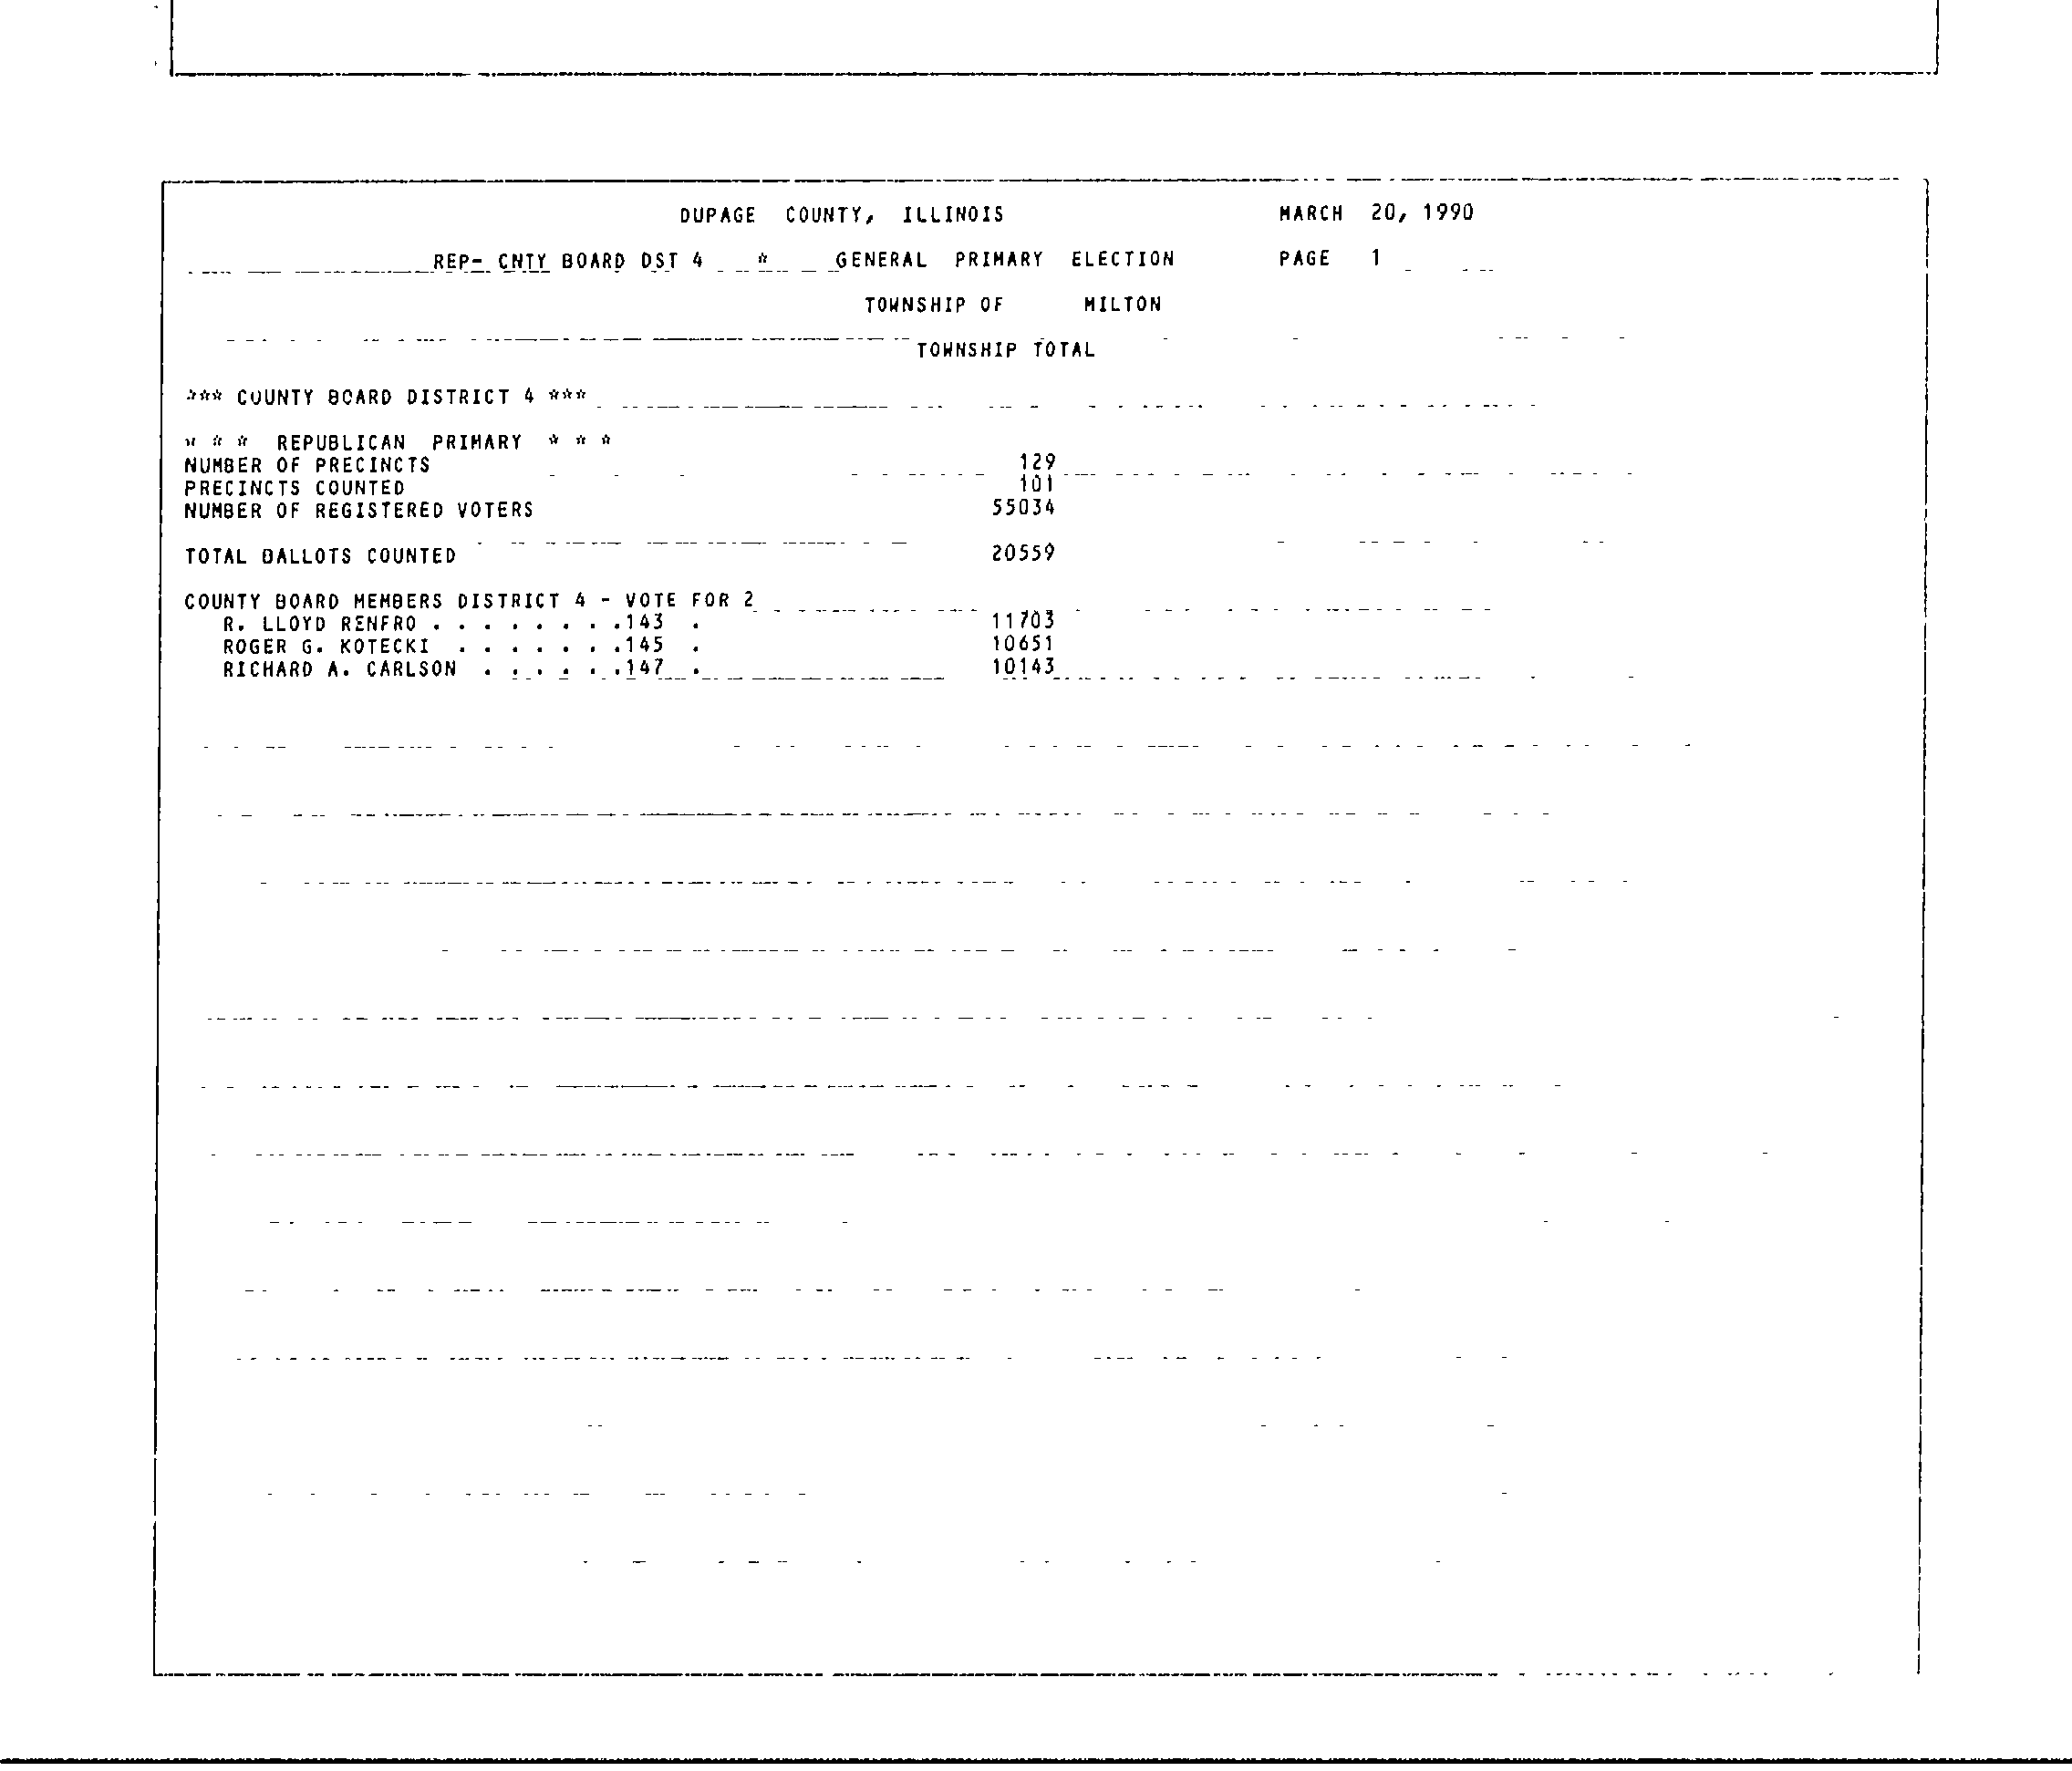 DUPAGE COUNTY, ILLINOIS MARCH 20, 1990
REP- CNTY BOARD DST 4 * GENERAL PRIMARY ELECTION PAGE 1
TOWNSHIP OF MILTON
TOWNSHIP TOTAL
*** COUNTY BOARD DISTRICT 4 ***
* * * REPUBLICAN PRIMARY * * *
NUMBER OF PRECINCTS 129
PRECINCTS COUNTED 101
NUMBER OF REGISTERED VOTERS 55034
TOTAL BALLOTS COUNTED 20559
COUNTY BOARD MEMBERS DISTRICT 4 - VOTE FOR 2
R. LLOYD RENFRO . . . . . . . .143 . 11703
ROGER G. KOTECKI . . . . . . .145 . 10651
RICHARD A. CARLSON . . . . . .147 . 10143